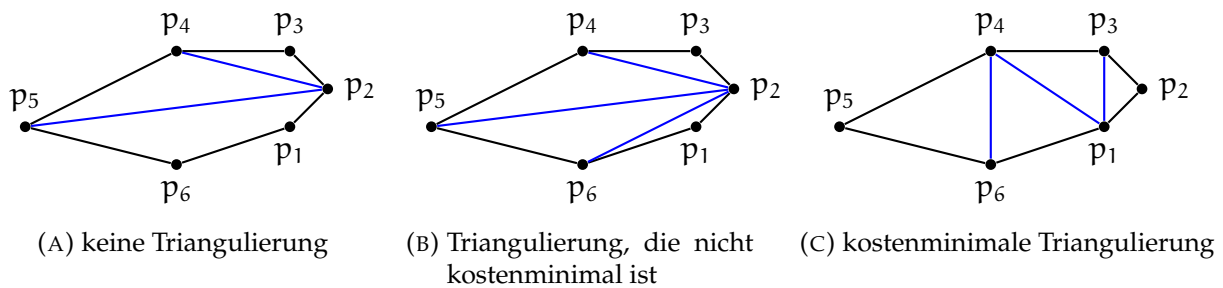 p4 p3
p5 p2
p1
p6
(A) keine Triangulierung
p4 p3
p5 p2
p1
p6
(B) Triangulierung, die nicht
kostenminimal ist
p4 p3
p5 p2
p1
p6
(C) kostenminimale Triangulierung